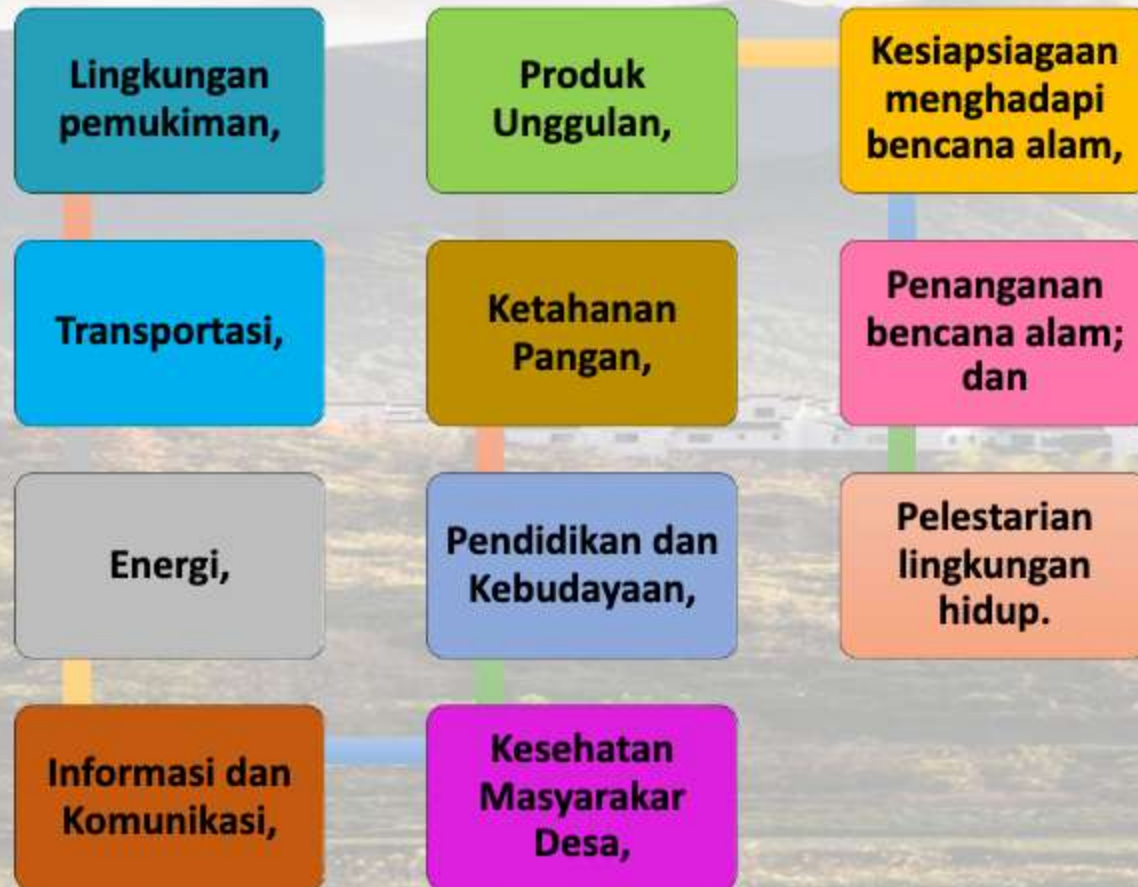 Lingkungan
pemukiman,
Transportasi,
Energi,
Informasi dan
Komunikasi,
Kesehatan
Masyarakar
Desa,
Pendidikan dan
Kebudayaan,
Ketahanan
Pangan,
Produk
Unggulan,
Kesiapsiagaan
menghadapi
bencana alam,
Penanganan
bencana alam;
dan
Pelestarian
lingkungan
hidup.